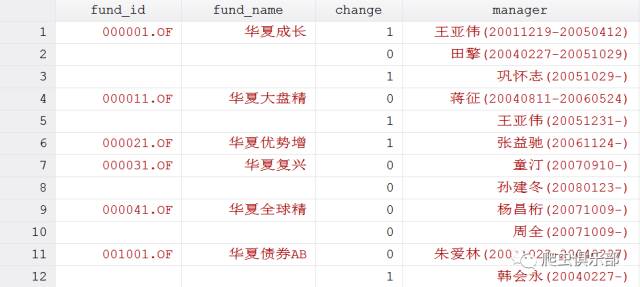 fund_id fund_name change manager
1 000001.OF 华夏成长 1 王亚伟(20011219-20050412)
2 0 田擎(20040227-20051029)
3 1 巩怀志(20051029-)
4 000011.OF 华夏大盘精 0 蒋征(20040811-20060524)
5 1 王亚伟(20051231-)
6 000021.OF 华夏优势增 1 张益驰(20061124-)
7 000031.OF 华夏复兴 0 童汀(20070910-)
8 0 孙建冬(20080123-)
9 000041.OF 华夏全球精 0 杨昌桁(20071009-)
10 0 周全(20071009-)
11 001001.OF 华夏债券AB 0 朱爱林(
12 1 韩会永(20040227-)
爬虫俱乐部